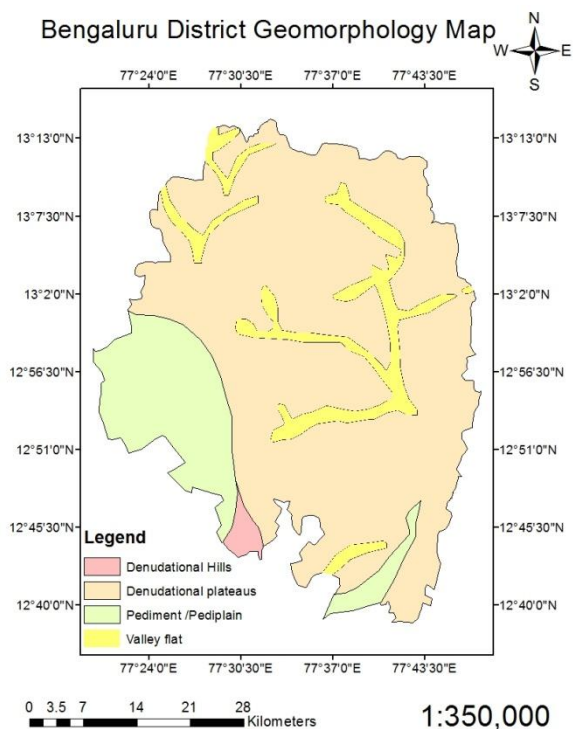 Bengaluru District Geomorphology Map
N
W E
S
77°24'0"E 77°30'30"E 77°37'0"E 77°43'30"E
13°13'0"N 13°13'0"N
13°7'30"N 13°7'30"N
13°2'0"N 13°2'0"N
12°56'30"N 12°56'30"N
12°51'0"N 12°51'0"N
12°45'30"N 12°45'30"N
Legend
Denudational Hills
Denudational plateaus
12°40'0"N 12°40'0"N
Pediment /Pediplain
Valley flat
77°24'0"E 77°30'30"E 77°37'0"E 77°43'30"E
0 3.5 7 14 21 28
Kilometers
1:350,000